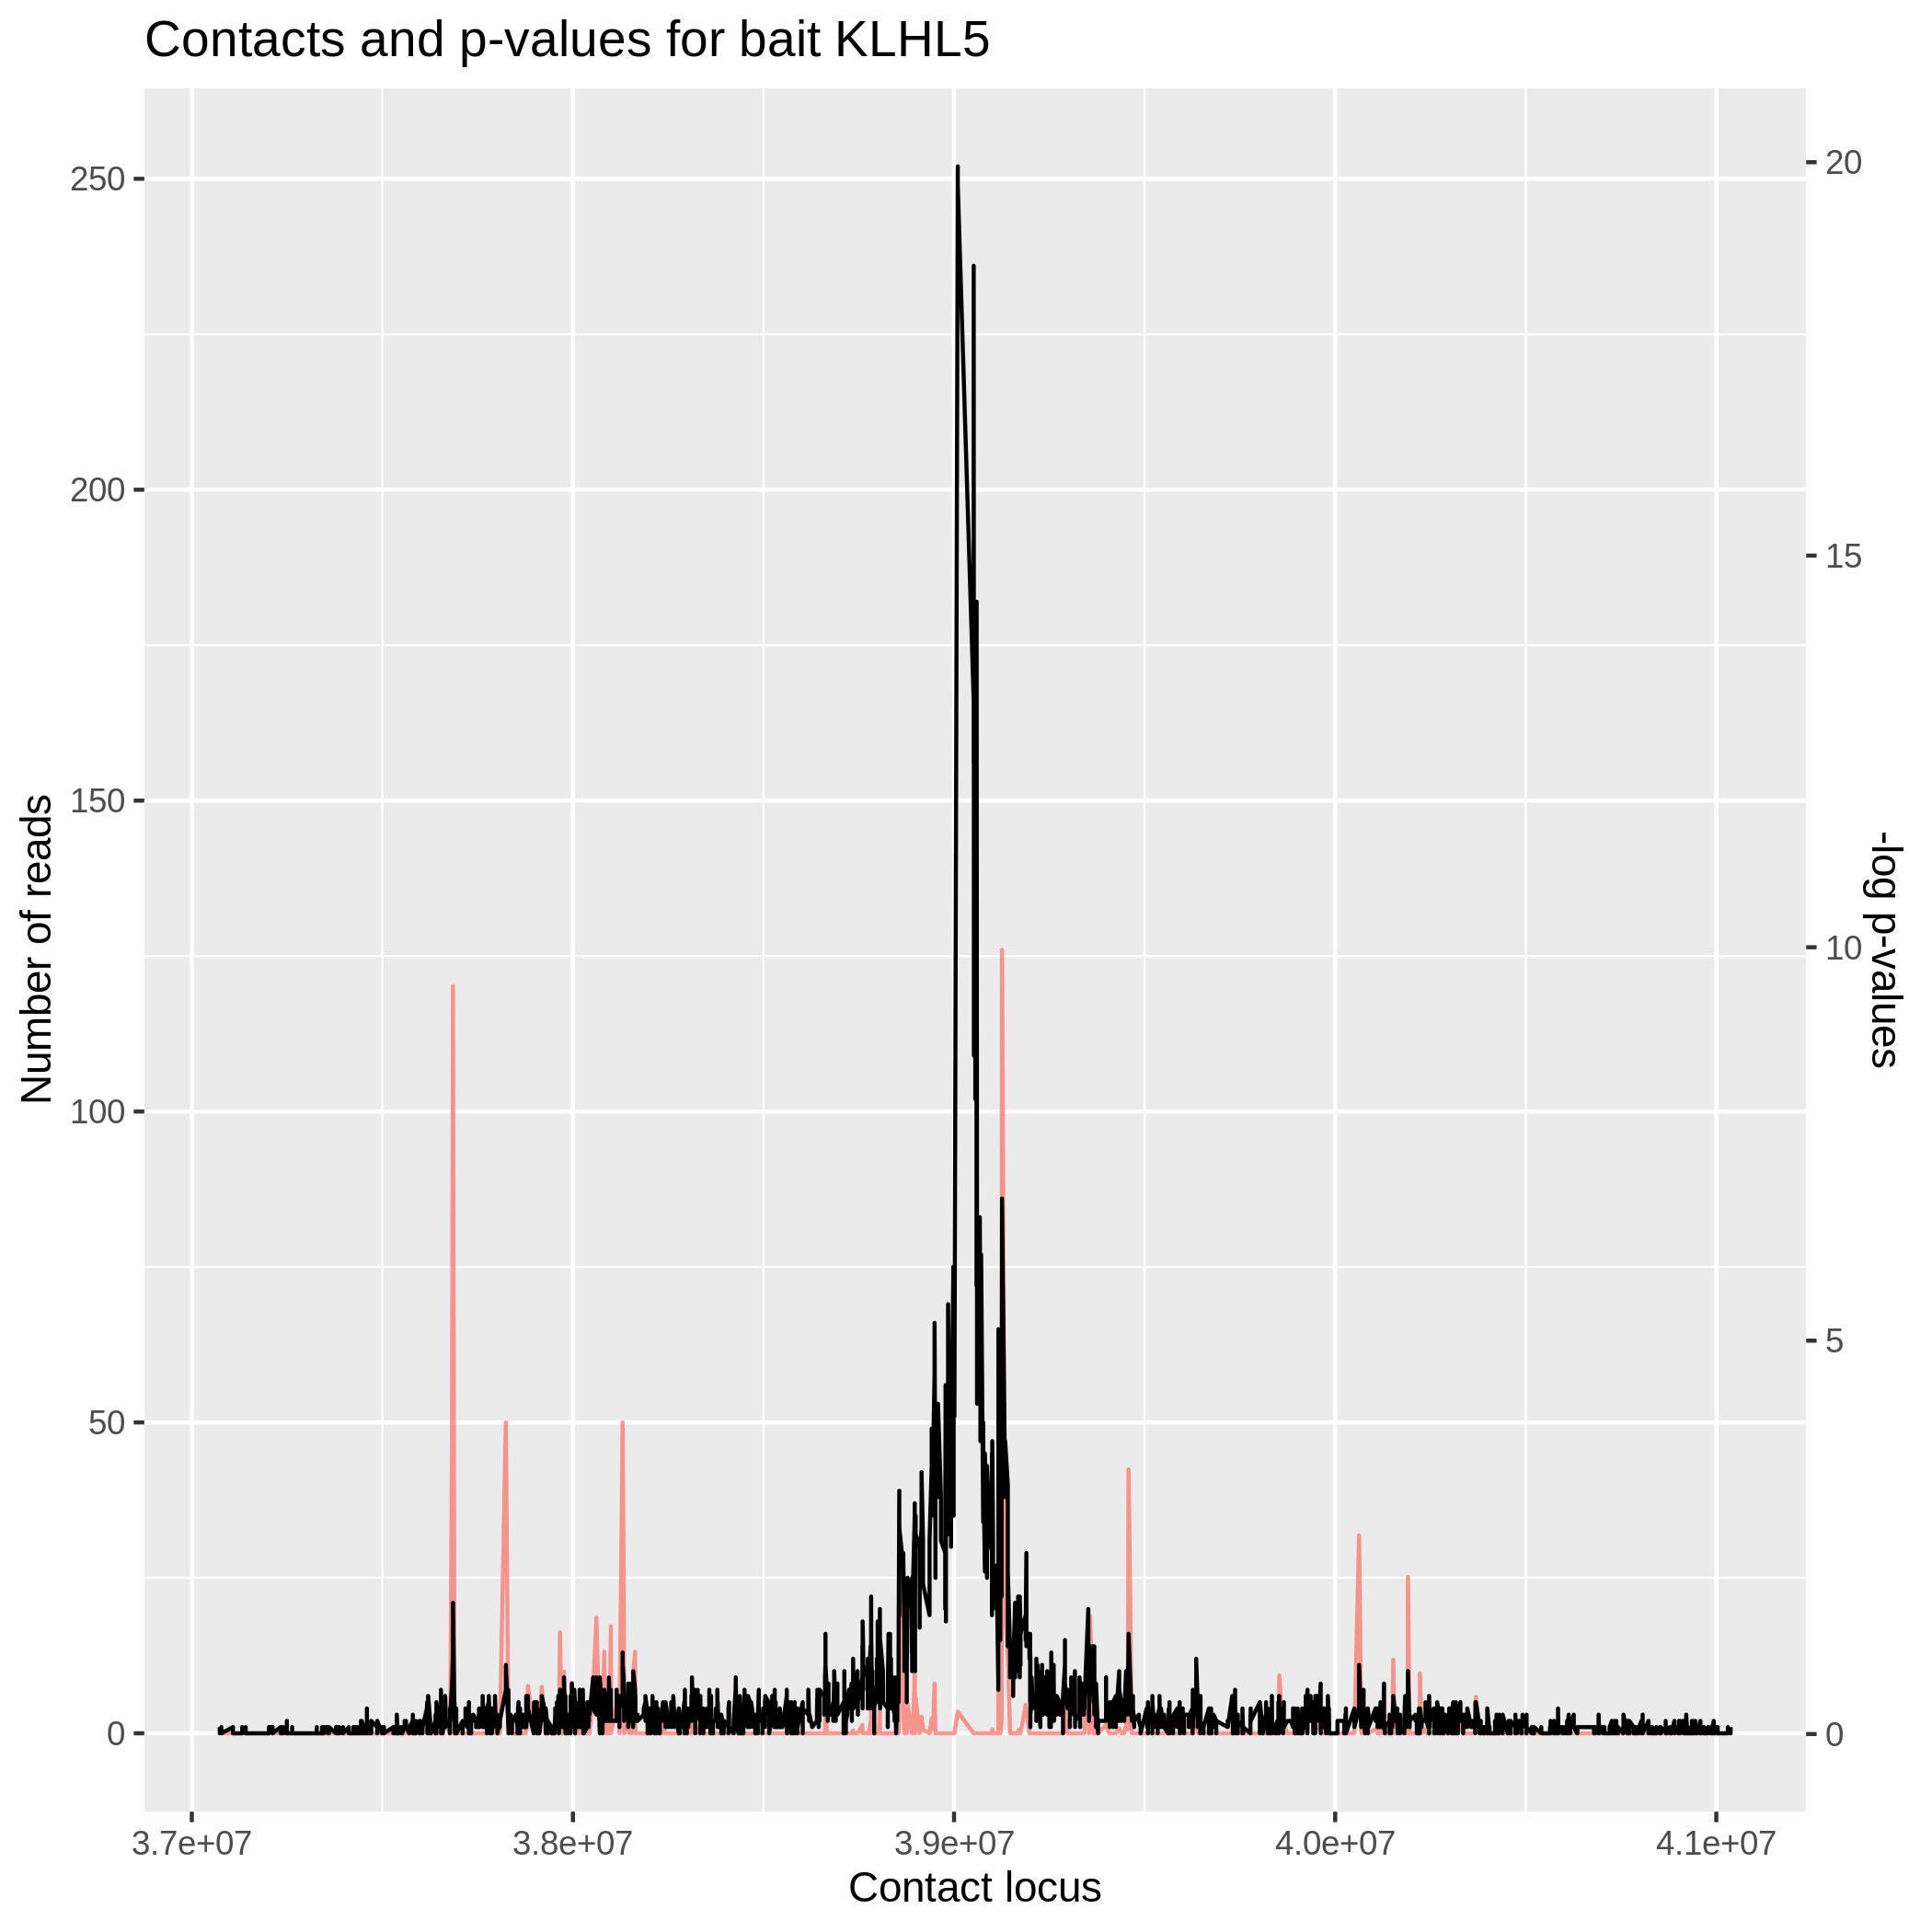 Contacts and p-values for bait KLHL5
Number of reads
250
200
150
100
50
0
20
15
10
5
0
-log p-values
3.7e+07
3.8e+07
3.9e+07
4.0e+07
4.1e+07
Contact locus